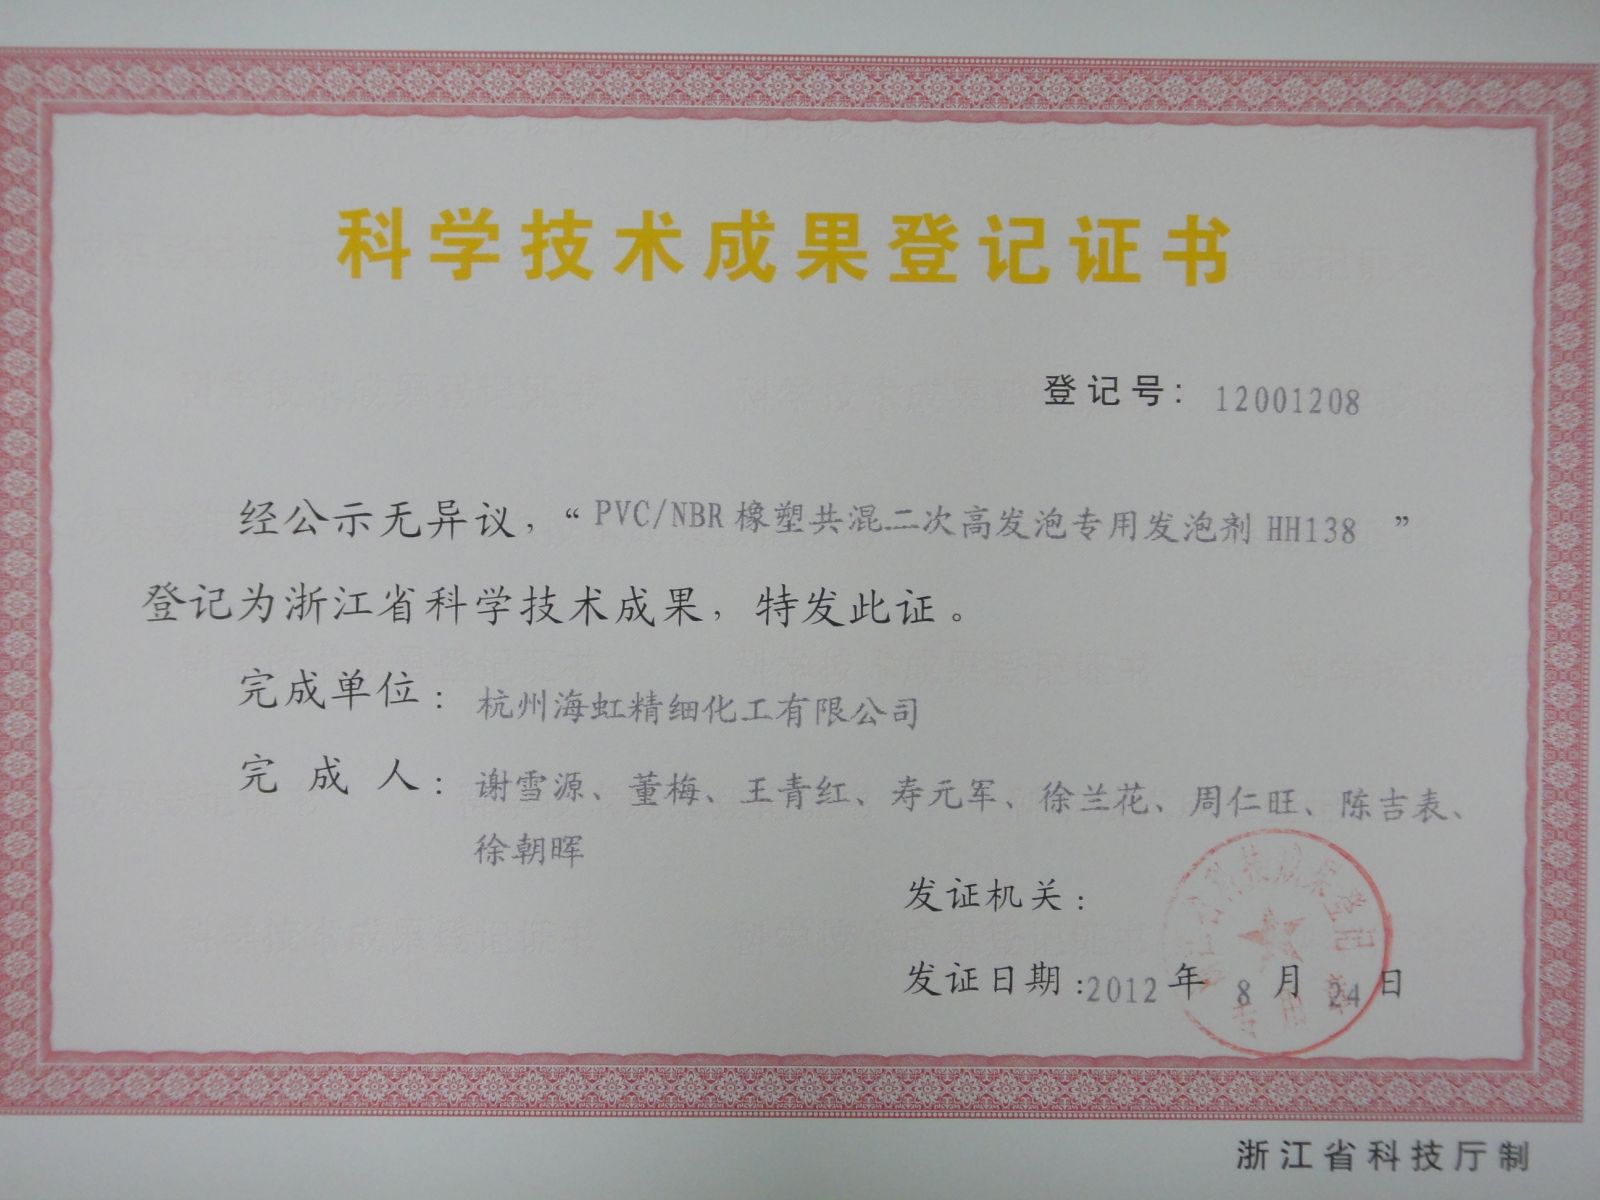 科学技术成果登记证书
登记号：12001208
经公示无异议，“PVC/NBR橡塑共混二次高发泡专用发泡剂HH138”
登记为浙江省科学技术成果，特发此证。
完成单位：杭州海虹精细化工有限公司
完成人：谢雪源、董梅、王青红、寿元军、徐兰花、周仁旺、陈吉表、
徐朝晖
发证机关：
发证日期：2012年8月24日
浙江省科技厅制